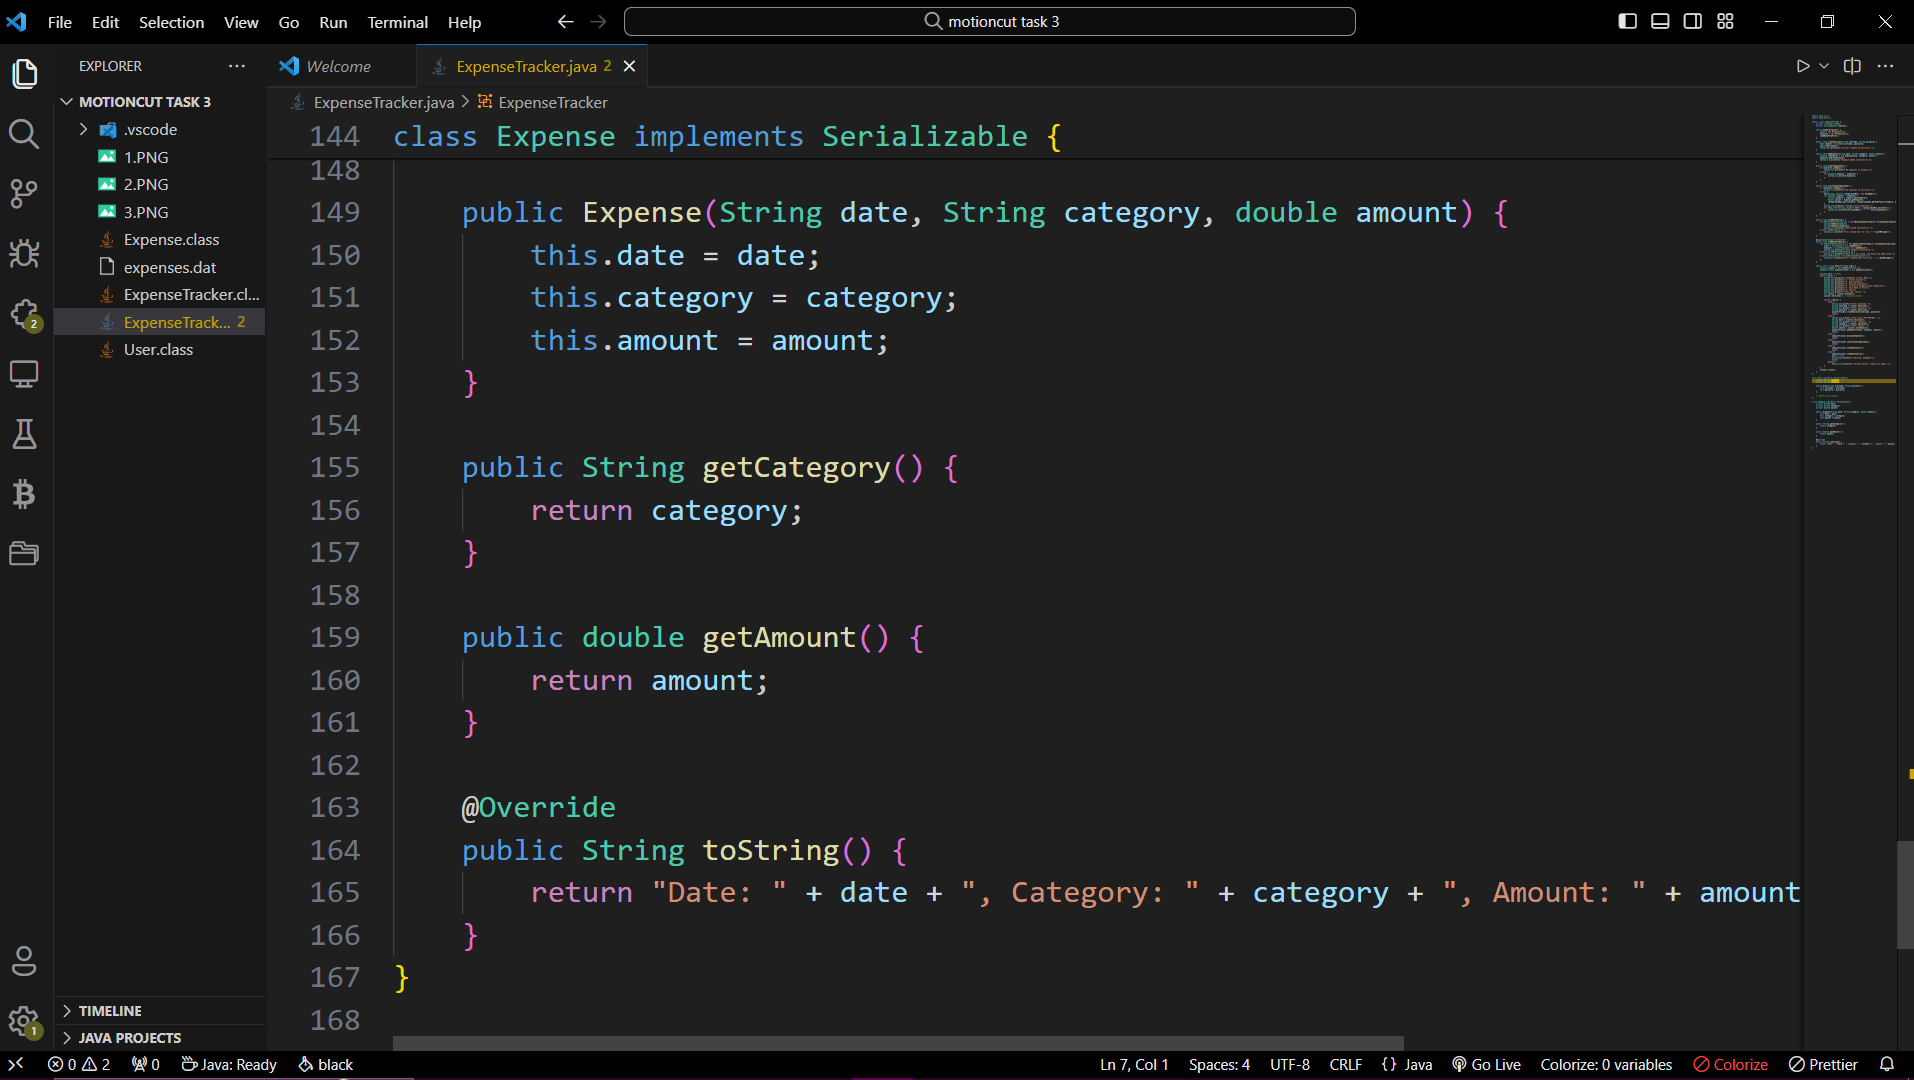 File Edit Selection View Go Run Terminal Help
motioncut task 3
EXPLORER
MOTIONCUT TASK 3
.vscode
1.PNG
2.PNG
3.PNG
Expense.class
expenses.dat
ExpenseTracker.cl...
ExpenseTrack... 2
User.class
TIMELINE
JAVA PROJECTS
2
1
Welcome
ExpenseTracker.java 2
ExpenseTracker.java > ExpenseTracker
144 class Expense implements Serializable {
148
149 public Expense(String date, String category, double amount) {
150 this.date = date;
151 this.category = category;
152 this.amount = amount;
153 }
154
155 public String getCategory() {
156 return category;
157 }
158
159 public double getAmount() {
160 return amount;
161 }
162
163 @Override
164 public String toString() {
165 return "Date: " + date + ", Category: " + category + ", Amount: " + amount
166 }
167 }
168
0 2 0 Java: Ready black
Ln 7, Col 1 Spaces: 4 UTF-8 CRLF {} Java Go Live Colorize: 0 variables Colorize Prettier